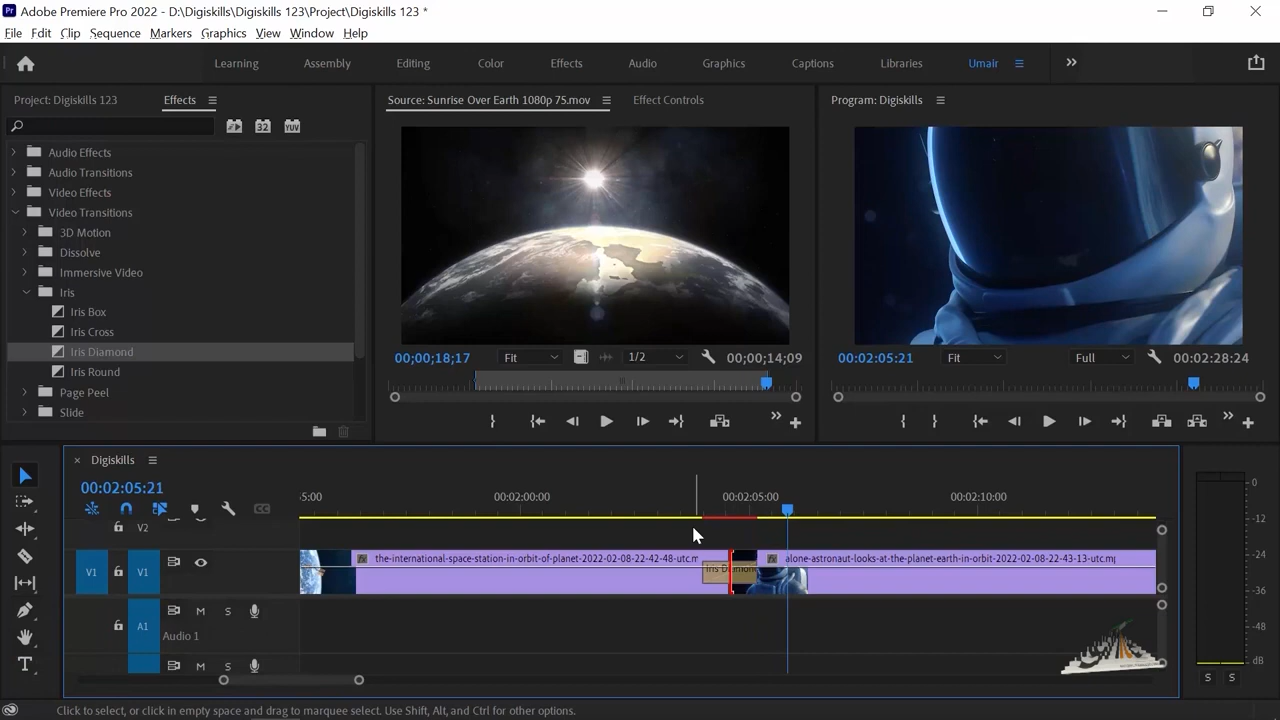 Adobe Premiere Pro 2022 - D:\Digiskills\Digiskills 123\Project\Digiskills 123 *
File Edit Clip Sequence Markers Graphics View Window Help
Learning Assembly Editing Color Effects Audio Graphics Captions Libraries Umair
Project: Digiskills 123 Effects
Source: Sunrise Over Earth 1080p 75.mov Effect Controls
Program: Digiskills
32 YUV
Audio Effects
Audio Transitions
Video Effects
Video Transitions
3D Motion
Dissolve
Immersive Video
Iris
Iris Box
Iris Cross
Iris Diamond
Iris Round
Page Peel
Slide
00;00;18;17 Fit 1/2 00;00;14;09
00:02:05:21 Fit Full 00:02:28:24
× Digiskills
00:02:05:21
:55:00 00:02:00:00 00:02:05:00 00:02:10:00
CC
V2
V1 V1
the-international-space-station-in-orbit-of-planet-2022-02-08-22-42-48-utc.m
Iris Diamond
alone-astronaut-looks-at-the-planet-earth-in-orbit-2022-02-08-22-43-13-utc.mp
A1 M S
Audio 1
M S
0
-12
-24
-36
-48
dB
S S
Click to select, or click in empty space and drag to marquee select. Use Shift, Alt, and Ctrl for other options.